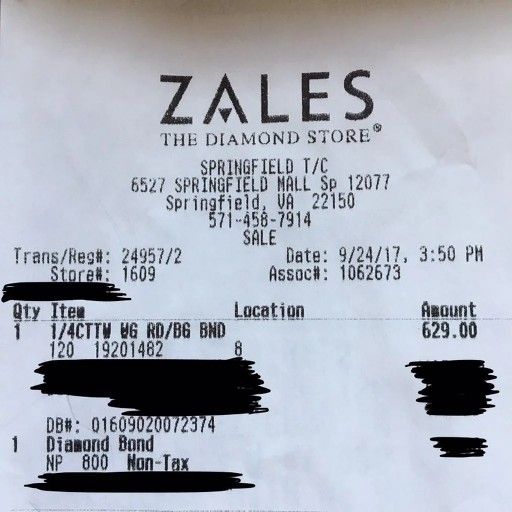 ZALES
THE DIAMOND STORE®
SPRINGFIELD T/C
6527 SPRINGFIELD MALL Sp 12077
Springfield, VA 22150
571-458-7914
SALE
Trans/Reg#: 24957/2 Date: 9/24/17, 3:50 PM
Store#: 1609 Assoc#: 1062673
Qty Item Location Amount
1 1/4CTTW WG RD/BG BND 629.00
120 19201482 8
DB#: 01609020072374
1 Diamond Bond
NP 800 Non-Tax